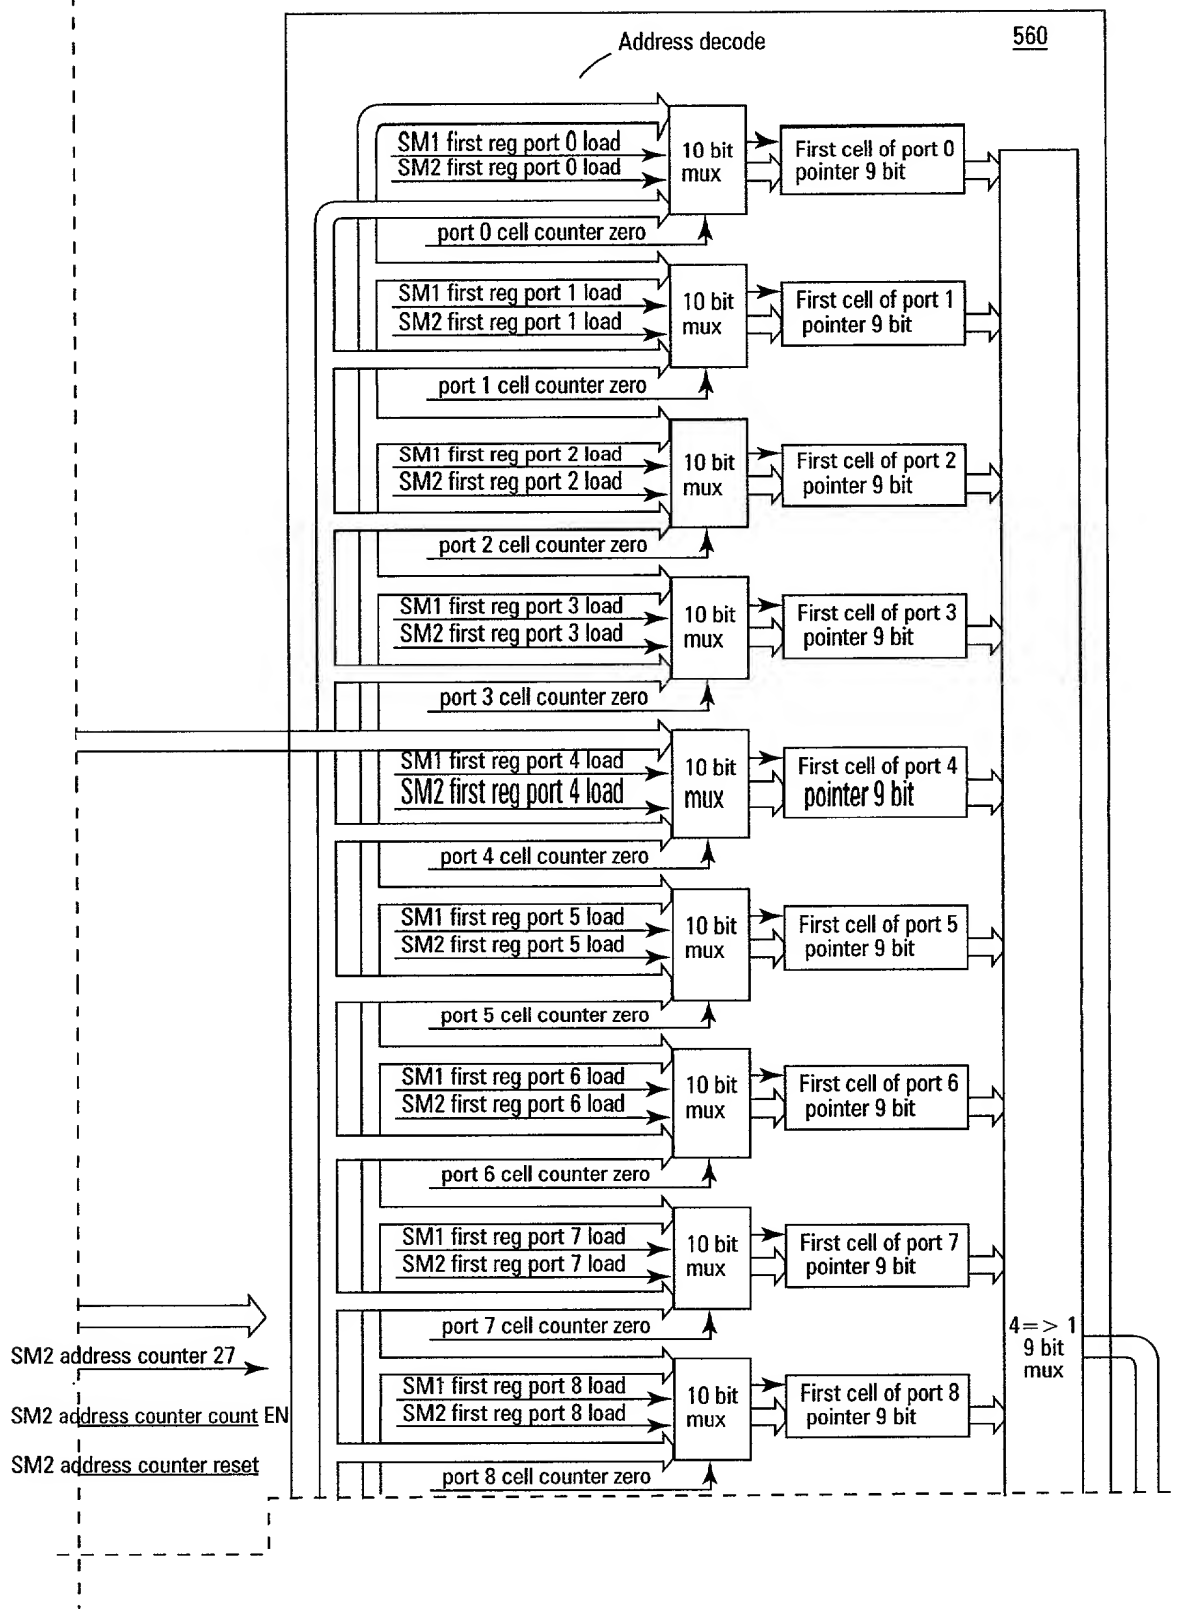 560
Address decode
SM1 first reg port 0 load
SM2 first reg port 0 load
10 bit
mux
First cell of port 0
pointer 9 bit
port 0 cell counter zero
SM1 first reg port 1 load
SM2 first reg port 1 load
10 bit
mux
First cell of port 1
pointer 9 bit
port 1 cell counter zero
SM1 first reg port 2 load
SM2 first reg port 2 load
10 bit
mux
First cell of port 2
pointer 9 bit
port 2 cell counter zero
SM1 first reg port 3 load
SM2 first reg port 3 load
10 bit
mux
First cell of port 3
pointer 9 bit
port 3 cell counter zero
SM1 first reg port 4 load
SM2 first reg port 4 load
10 bit
mux
First cell of port 4
pointer 9 bit
port 4 cell counter zero
SM1 first reg port 5 load
SM2 first reg port 5 load
10 bit
mux
First cell of port 5
pointer 9 bit
port 5 cell counter zero
SM1 first reg port 6 load
SM2 first reg port 6 load
10 bit
mux
First cell of port 6
pointer 9 bit
port 6 cell counter zero
SM1 first reg port 7 load
SM2 first reg port 7 load
10 bit
mux
First cell of port 7
pointer 9 bit
port 7 cell counter zero
4=> 1
9 bit
mux
SM2 address counter 27
SM1 first reg port 8 load
SM2 first reg port 8 load
10 bit
mux
First cell of port 8
pointer 9 bit
SM2 address counter count EN
SM2 address counter reset
port 8 cell counter zero